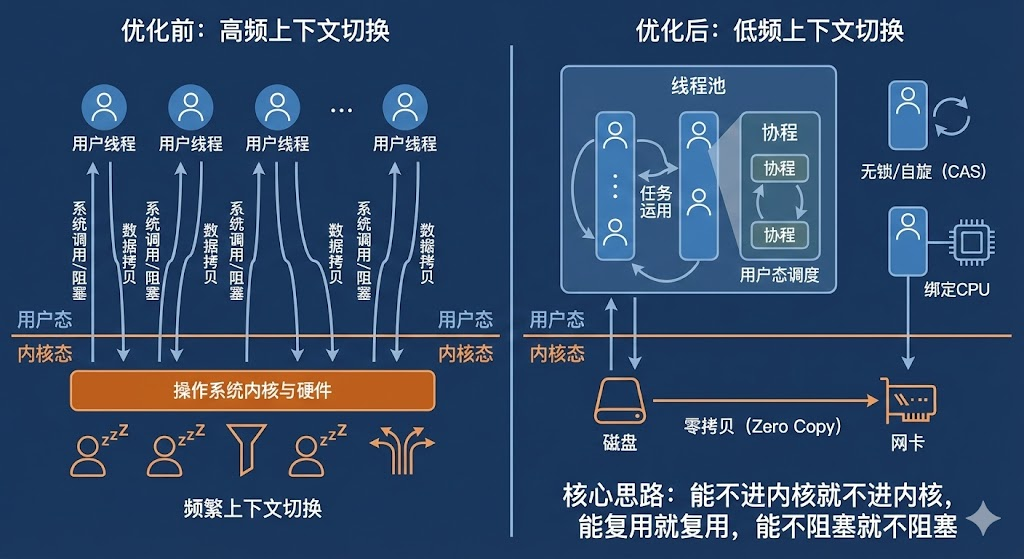 优化前：高频上下文切换
用户线程
用户线程
用户线程
...
用户线程
系统调用/阻塞
数据拷贝
系统调用/阻塞
数据拷贝
系统调用/阻塞
数据拷贝
系统调用/阻塞
数据拷贝
用户态
用户态
内核态
内核态
操作系统内核与硬件
zzz
zzz
zzz
频繁上下文切换
优化后：低频上下文切换
线程池
任务
运用
协程
协程
协程
用户态调度
无锁/自旋（CAS）
绑定CPU
用户态
内核态
磁盘
零拷贝（Zero Copy）
网卡
核心思路：能不进内核就不进内核，
能复用就复用，能不阻塞就不阻塞